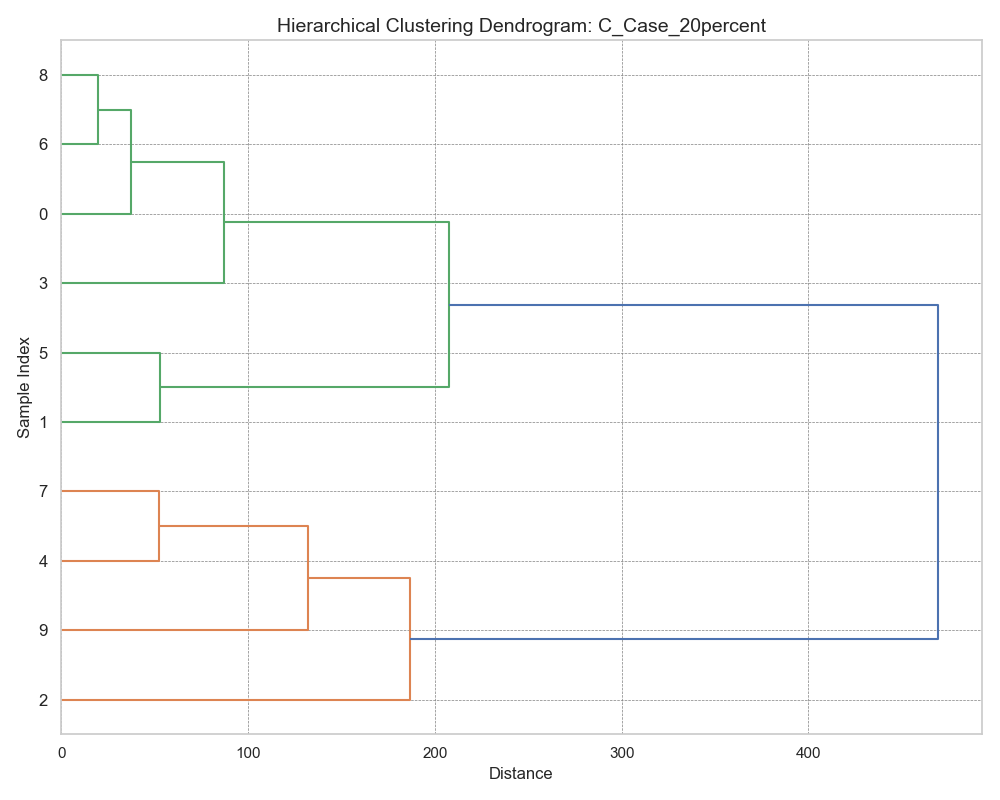 Hierarchical Clustering Dendrogram: C_Case_20percent
8
6
0
3
5
1
7
4
9
2
Sample Index
0 100 200 300 400
Distance